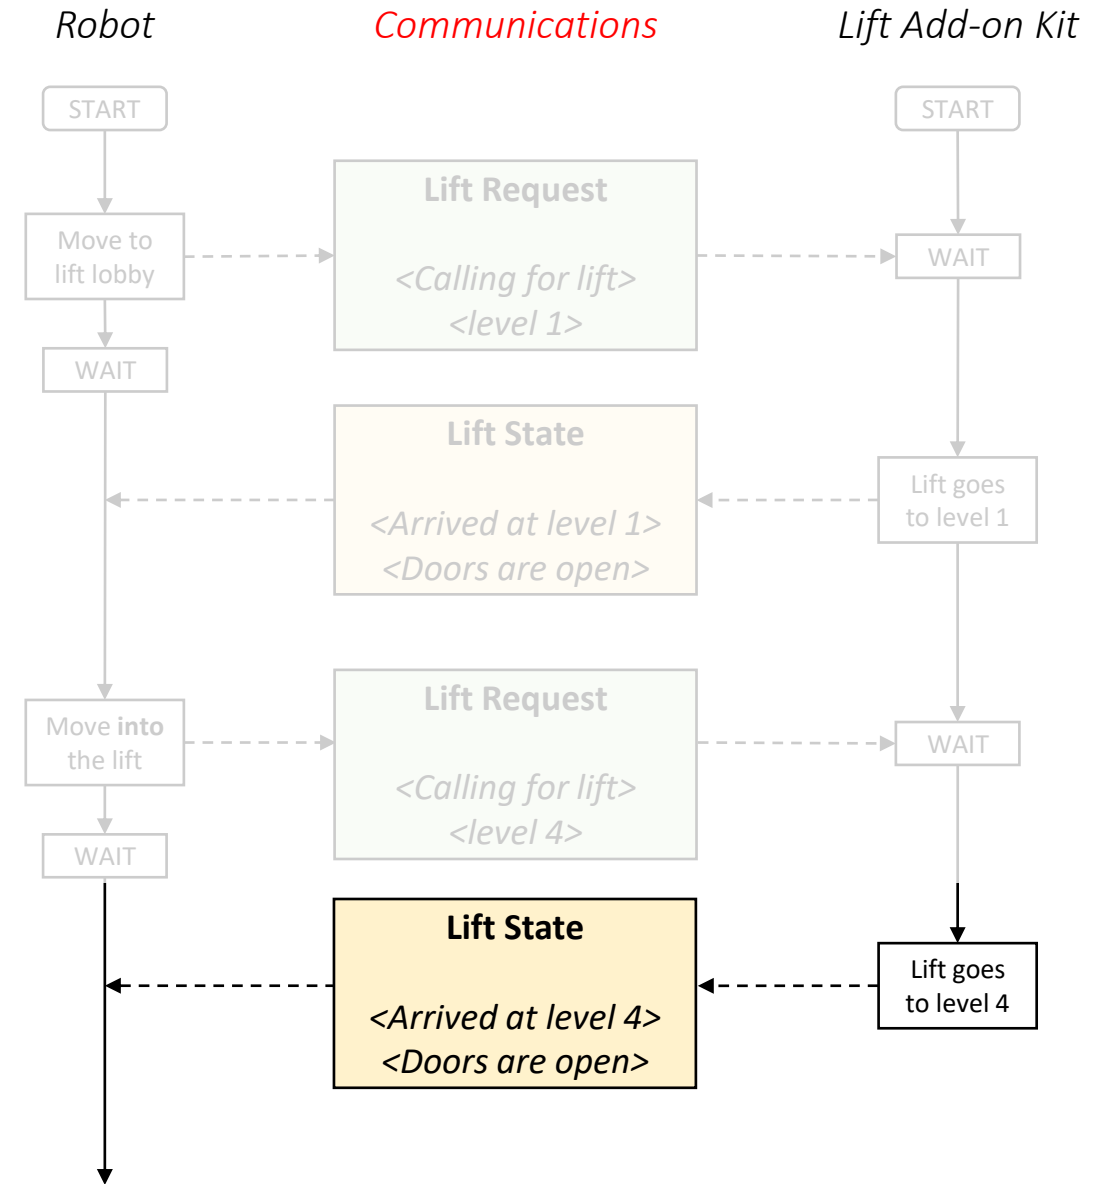 Robot
Communications
Lift Add-on Kit
START
START
Lift Request
Move to
lift lobby
<Calling for lift>
<level 1>
WAIT
WAIT
Lift State
<Arrived at level 1>
<Doors are open>
Lift goes
to level 1
Lift Request
Move into
the lift
<Calling for lift>
<level 4>
WAIT
WAIT
Lift State
<Arrived at level 4>
<Doors are open>
Lift goes
to level 4